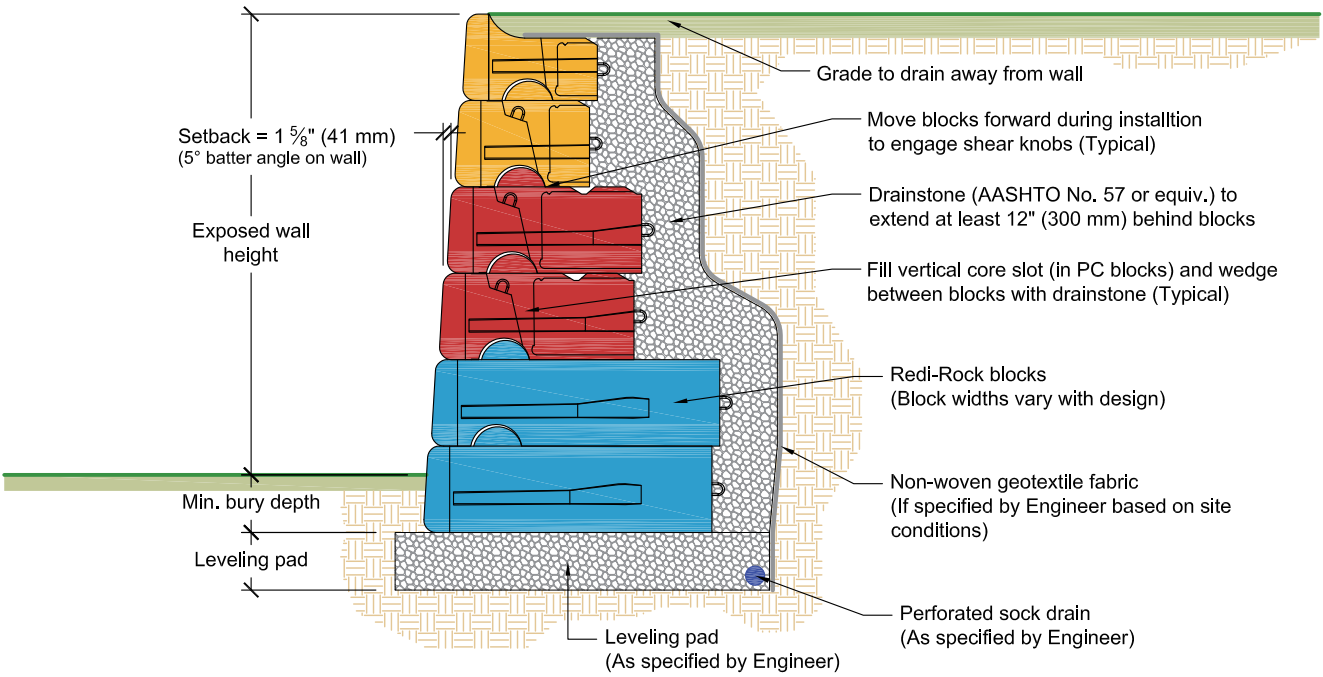 Grade to drain away from wall
Setback = 1 ⅝" (41 mm)
(5° batter angle on wall)
Move blocks forward during installtion
to engage shear knobs (Typical)
Drainstone (AASHTO No. 57 or equiv.) to
extend at least 12" (300 mm) behind blocks
Exposed wall
height
Fill vertical core slot (in PC blocks) and wedge
between blocks with drainstone (Typical)
Redi-Rock blocks
(Block widths vary with design)
Min. bury depth
Non-woven geotextile fabric
(If specified by Engineer based on site
conditions)
Leveling pad
Perforated sock drain
(As specified by Engineer)
Leveling pad
(As specified by Engineer)